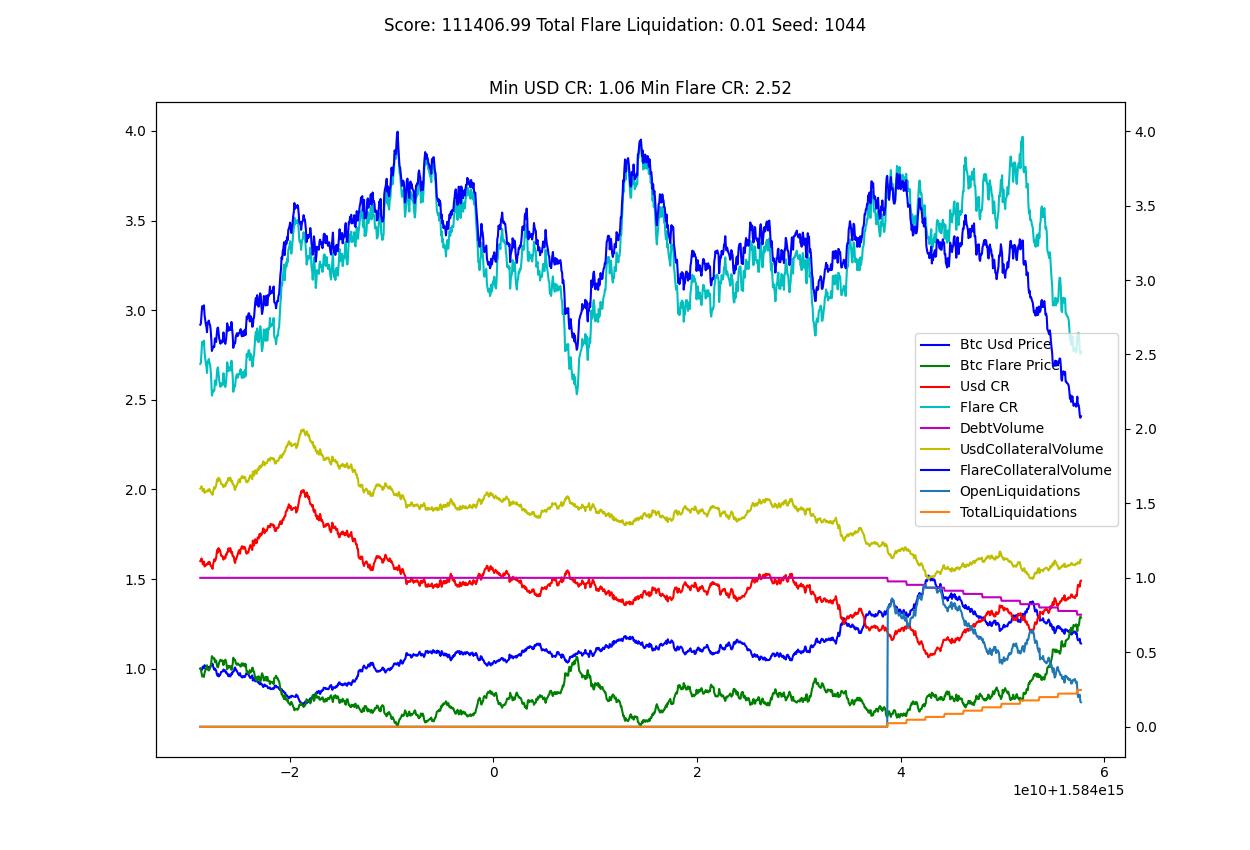 Score: 111406.99 Total Flare Liquidation: 0.01 Seed: 1044
Min USD CR: 1.06 Min Flare CR: 2.52
4.0
3.5
3.0
2.5
2.0
1.5
1.0
4.0
3.5
3.0
2.5
2.0
1.5
1.0
0.5
0.0
Btc Usd Price
Btc Flare Price
Usd CR
Flare CR
DebtVolume
UsdCollateralVolume
FlareCollateralVolume
OpenLiquidations
TotalLiquidations
−2 0 2 4 6
1e10+1.584e15